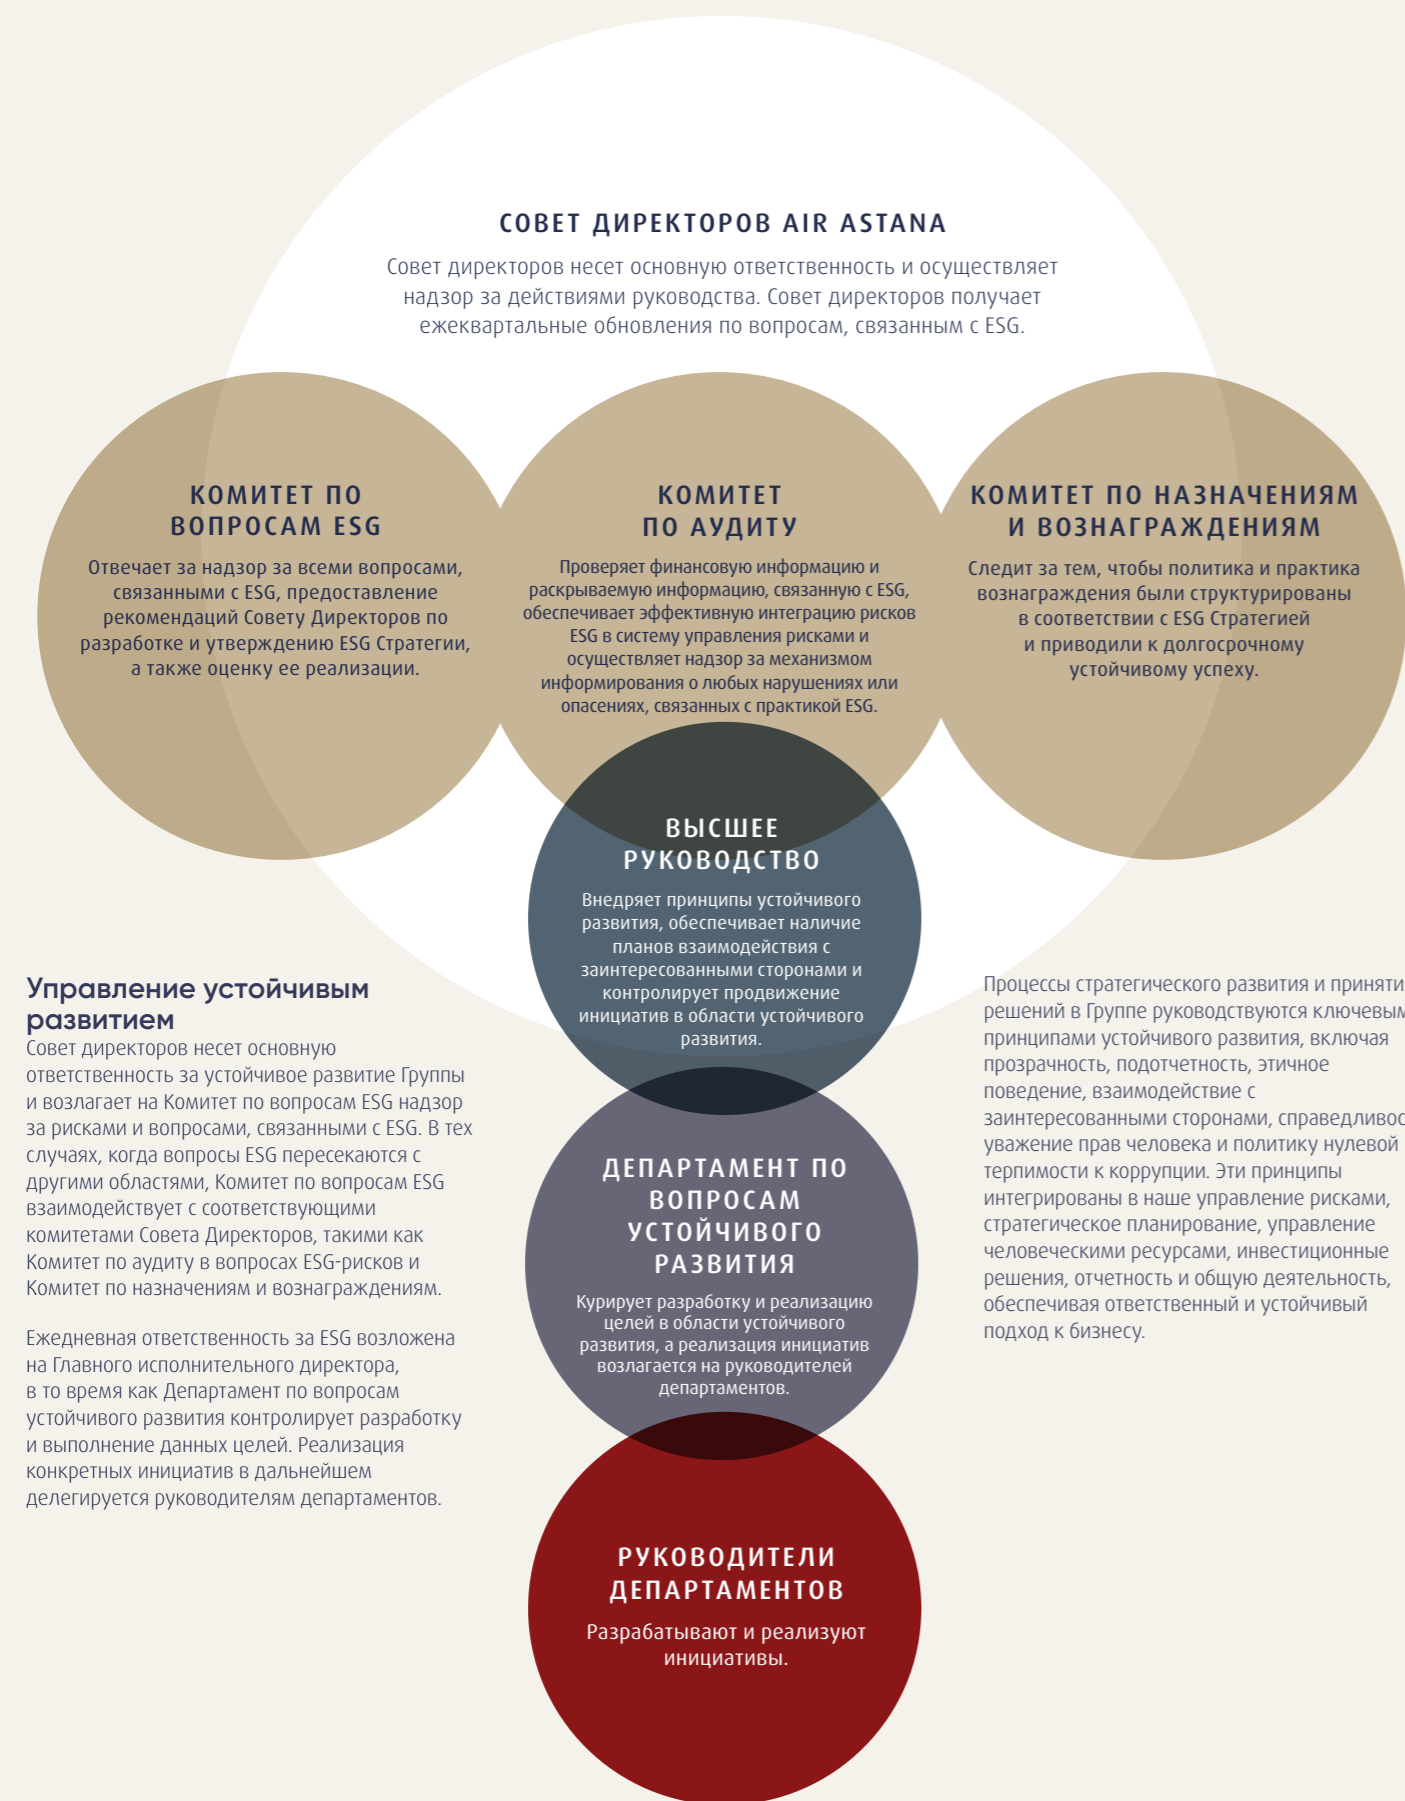 СОВЕТ ДИРЕКТОРОВ AIR ASTANA
Совет директоров несет основную ответственность и осуществляет
надзор за действиями руководства. Совет директоров получает
ежеквартальные обновления по вопросам, связанным с ESG.
КОМИТЕТ ПО
ВОПРОСАМ ESG
Отвечает за надзор за всеми вопросами,
связанными с ESG, предоставление
рекомендаций Совету Директоров по
разработке и утверждению ESG Стратегии,
а также оценку ее реализации.
КОМИТЕТ
ПО АУДИТУ
Проверяет финансовую информацию и
раскрываемую информацию, связанную с ESG,
обеспечивает эффективную интеграцию рисков
ESG в систему управления рисками и
осуществляет надзор за механизмом
информирования о любых нарушениях или
опасениях, связанных с практикой ESG.
КОМИТЕТ ПО НАЗНАЧЕНИЯМ
И ВОЗНАГРАЖДЕНИЯМ
Следит за тем, чтобы политика и практика
вознаграждения были структурированы
в соответствии с ESG Стратегией
и приводили к долгосрочному
устойчивому успеху.
ВЫСШЕЕ
РУКОВОДСТВО
Внедряет принципы устойчивого
развития, обеспечивает наличие
планов взаимодействия с
заинтересованными сторонами и
контролирует продвижение
инициатив в области устойчивого
развития.
ДЕПАРТАМЕНТ ПО
ВОПРОСАМ
УСТОЙЧИВОГО
РАЗВИТИЯ
Курирует разработку и реализацию
целей в области устойчивого
развития, а реализация инициатив
возлагается на руководителей
департаментов.
РУКОВОДИТЕЛИ
ДЕПАРТАМЕНТОВ
Разрабатывают и реализуют
инициативы.
Управление устойчивым
развитием
Совет директоров несет основную
ответственность за устойчивое развитие Группы
и возлагает на Комитет по вопросам ESG надзор
за рисками и вопросами, связанными с ESG. В тех
случаях, когда вопросы ESG пересекаются с
другими областями, Комитет по вопросам ESG
взаимодействует с соответствующими
комитетами Совета Директоров, такими как
Комитет по аудиту в вопросах ESG-рисков и
Комитет по назначениям и вознаграждениям.
Ежедневная ответственность за ESG возложена
на Главного исполнительного директора,
в то время как Департамент по вопросам
устойчивого развития контролирует разработку
и выполнение данных целей. Реализация
конкретных инициатив в дальнейшем
делегируется руководителям департаментов.
Процессы стратегического развития и приняти
решений в Группе руководствуются ключевым
принципами устойчивого развития, включая
прозрачность, подотчетность, этичное
поведение, взаимодействие с
заинтересованными сторонами, справедливос
уважение прав человека и политику нулевой
терпимости к коррупции. Эти принципы
интегрированы в наше управление рисками,
стратегическое планирование, управление
человеческими ресурсами, инвестиционные
решения, отчетность и общую деятельность,
обеспечивая ответственный и устойчивый
подход к бизнесу.